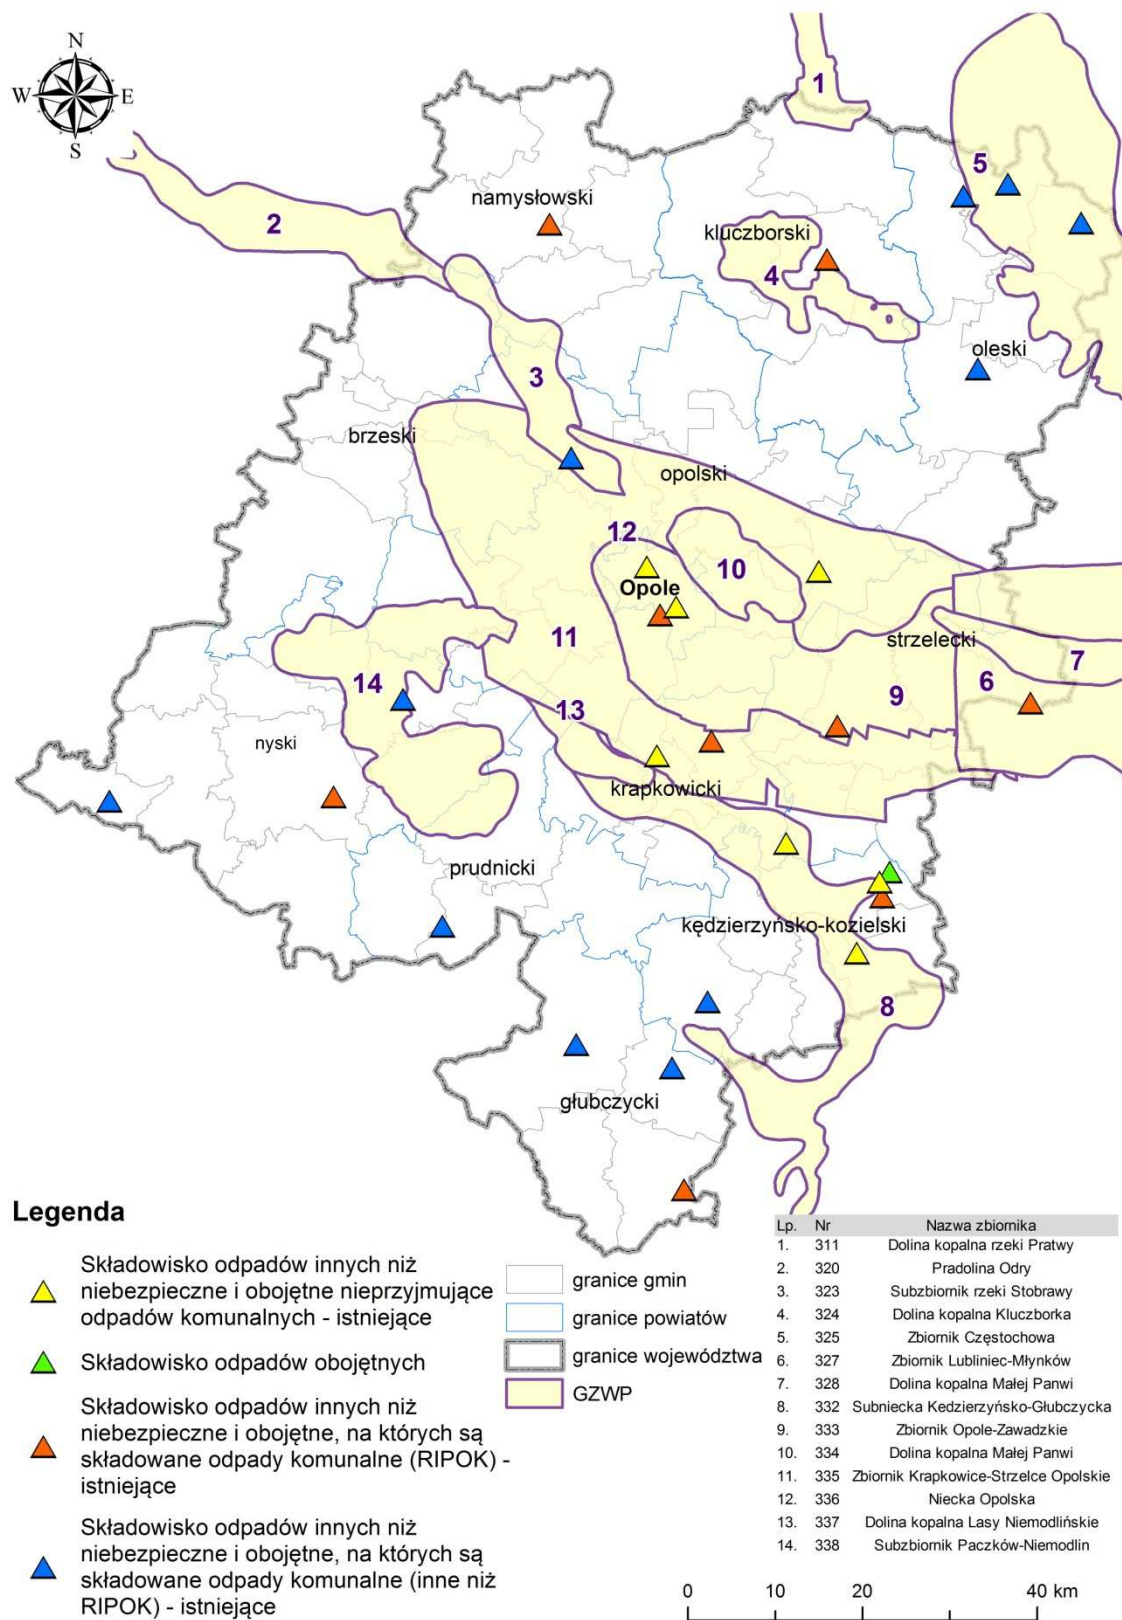 N
W E
S
1
5
namysłowski
2
kluczborski
4
3
oleski
brzeski
opolski
12
10
Opole
11
strzelecki
7
14
6
9
13
nyski
krapkowicki
prudnicki
kędzierzyńsko-kozielski
8
głubczycki
Legenda
Składowisko odpadów innych niż
niebezpieczne i obojętne nieprzyjmujące
odpadów komunalnych - istniejące
Składowisko odpadów obojętnych
Składowisko odpadów innych niż
niebezpieczne i obojętne, na których są
składowane odpady komunalne (RIPOK) -
istniejące
Składowisko odpadów innych niż
niebezpieczne i obojętne, na których są
składowane odpady komunalne (inne niż
RIPOK) - istniejące
granice gmin
granice powiatów
granice województwa
GZWP
Lp. Nr Nazwa zbiornika
1. 311 Dolina kopalna rzeki Pratwy
2. 320 Pradolina Odry
3. 323 Subzbiornik rzeki Stobrawy
4. 324 Dolina kopalna Kluczborka
5. 325 Zbiornik Częstochowa
6. 327 Zbiornik Lubliniec-Młynków
7. 328 Dolina kopalna Małej Panwi
8. 332 Subniecka Kedzierzyńsko-Głubczycka
9. 333 Zbiornik Opole-Zawadzkie
10. 334 Dolina kopalna Małej Panwi
11. 335 Zbiornik Krapkowice-Strzelce Opolskie
12. 336 Niecka Opolska
13. 337 Dolina kopalna Lasy Niemodlińskie
14. 338 Subzbiornik Paczków-Niemodlin
0 10 20 40 km